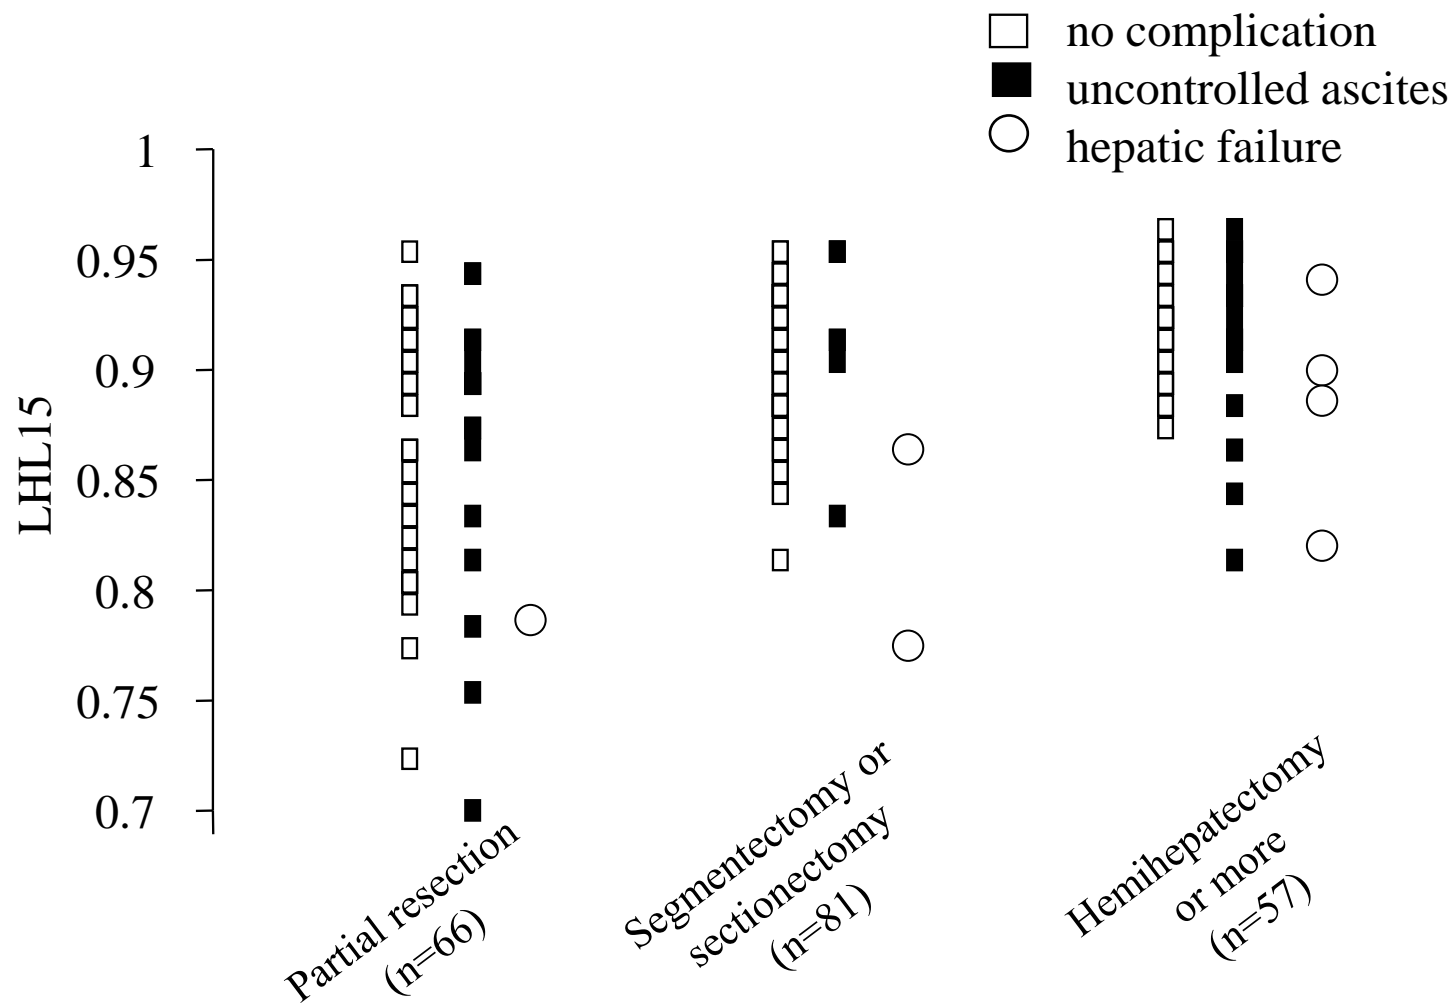 no complication
uncontrolled ascites
hepatic failure
1
0.95
0.9
0.85
0.8
0.75
0.7
LHL15
Partial resection
(n=66)
Segmentectomy or
sectionectomy
(n=81)
Hemihepatectomy
or more
(n=57)